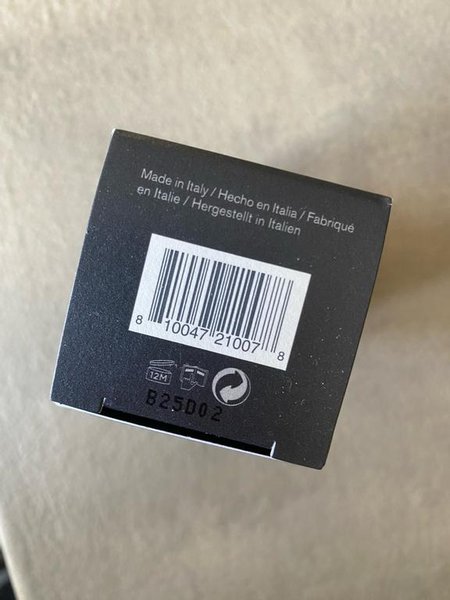 Made in Italy / Hecho en Italia / Fabriqué
en Italie / Hergestellt in Italien
8 10047 21007 8
12M
B25D02